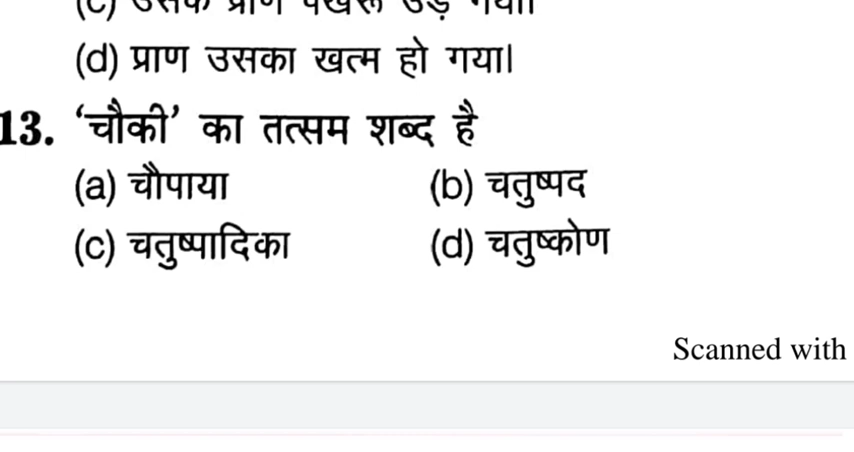 (d) प्राण उसका खत्म हो गया।
13. ‘चौकी’ का तत्सम शब्द है
(a) चौपाया (b) चतुष्पद
(c) चतुष्पादिका (d) चतुष्कोण
Scanned with